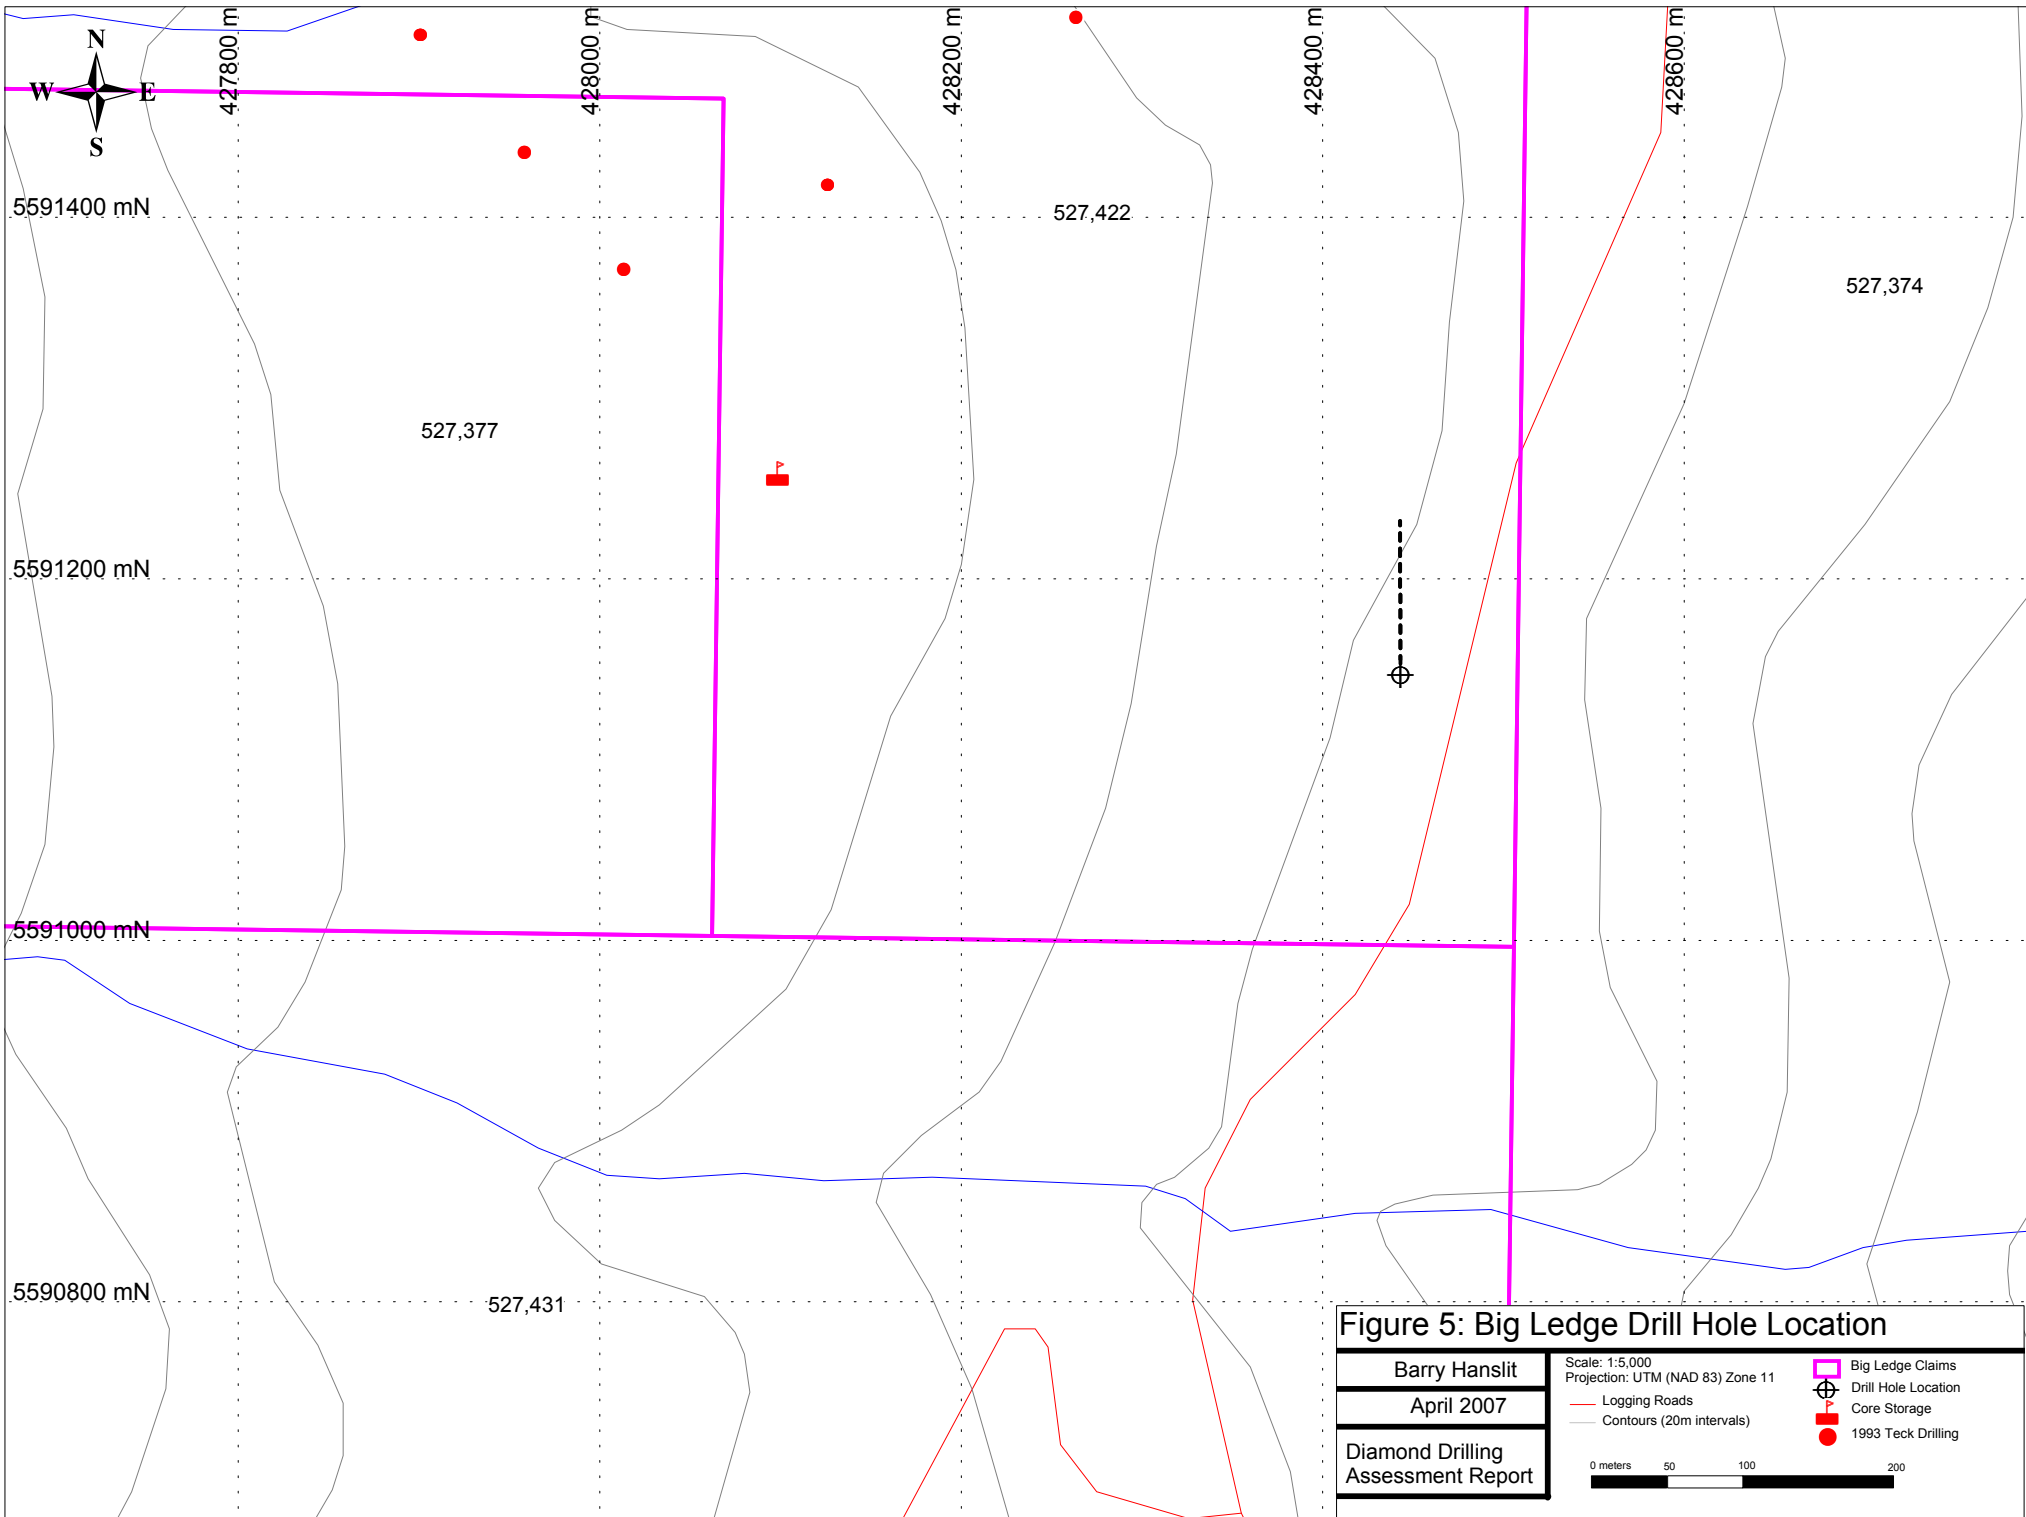 N
W E
S
427800 m
428000 m
428200 m
428400 m
428600 m
5591400 mN
527,422
527,374
527,377
5591200 mN
5591000 mN
5590800 mN
527,431
Figure 5: Big Ledge Drill Hole Location
Barry Hanslit
April 2007
Diamond Drilling
Assessment Report
Scale: 1:5,000
Projection: UTM (NAD 83) Zone 11
Logging Roads
Contours (20m intervals)
Big Ledge Claims
Drill Hole Location
Core Storage
1993 Teck Drilling
0 meters 50 100 200